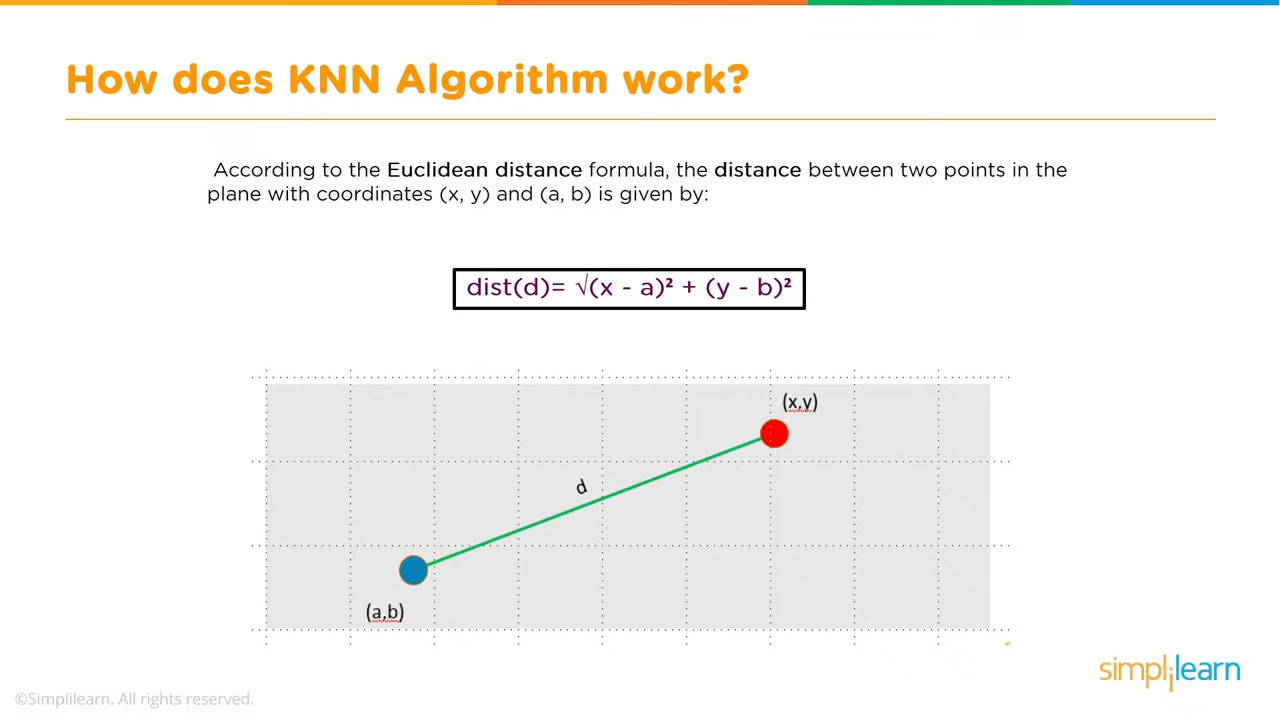 How does KNN Algorithm work?
According to the Euclidean distance formula, the distance between two points in the
plane with coordinates (x, y) and (a, b) is given by:
dist(d)= √(x - a)² + (y - b)²
(x,y)
d
(a,b)
simplilearn
©Simplilearn. All rights reserved.